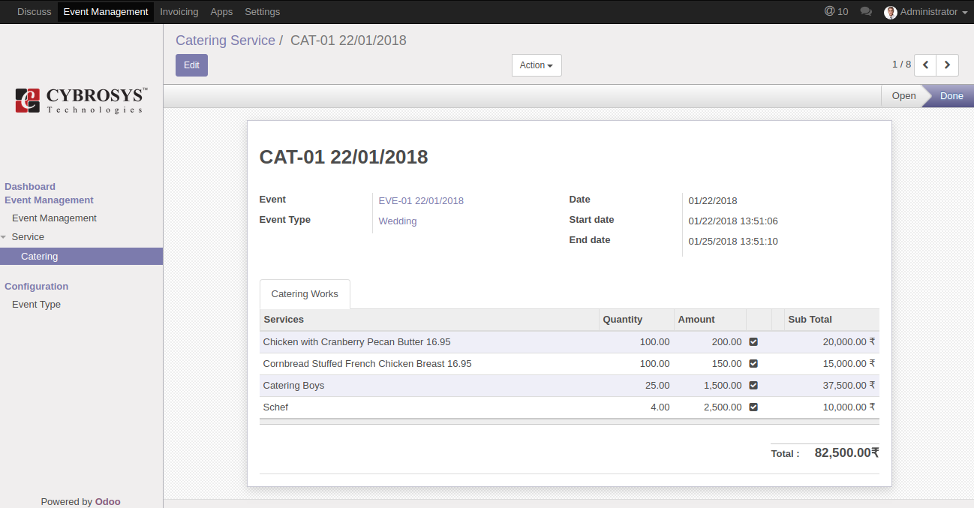 Discuss Event Management Invoicing Apps Settings @ 10 Administrator
CYBROSYS™
Technologies
Dashboard
Event Management
Event Management
Service
Catering
Configuration
Event Type
Powered by Odoo
Catering Service / CAT-01 22/01/2018
Edit Action 1 / 8
Open Done
CAT-01 22/01/2018
Event EVE-01 22/01/2018
Event Type Wedding
Date 01/22/2018
Start date 01/22/2018 13:51:06
End date 01/25/2018 13:51:10
Catering Works
Services Quantity Amount Sub Total
Chicken with Cranberry Pecan Butter 16.95 100.00 200.00 20,000.00 ₹
Cornbread Stuffed French Chicken Breast 16.95 100.00 150.00 15,000.00 ₹
Catering Boys 25.00 1,500.00 37,500.00 ₹
Schef 4.00 2,500.00 10,000.00 ₹
Total : 82,500.00₹